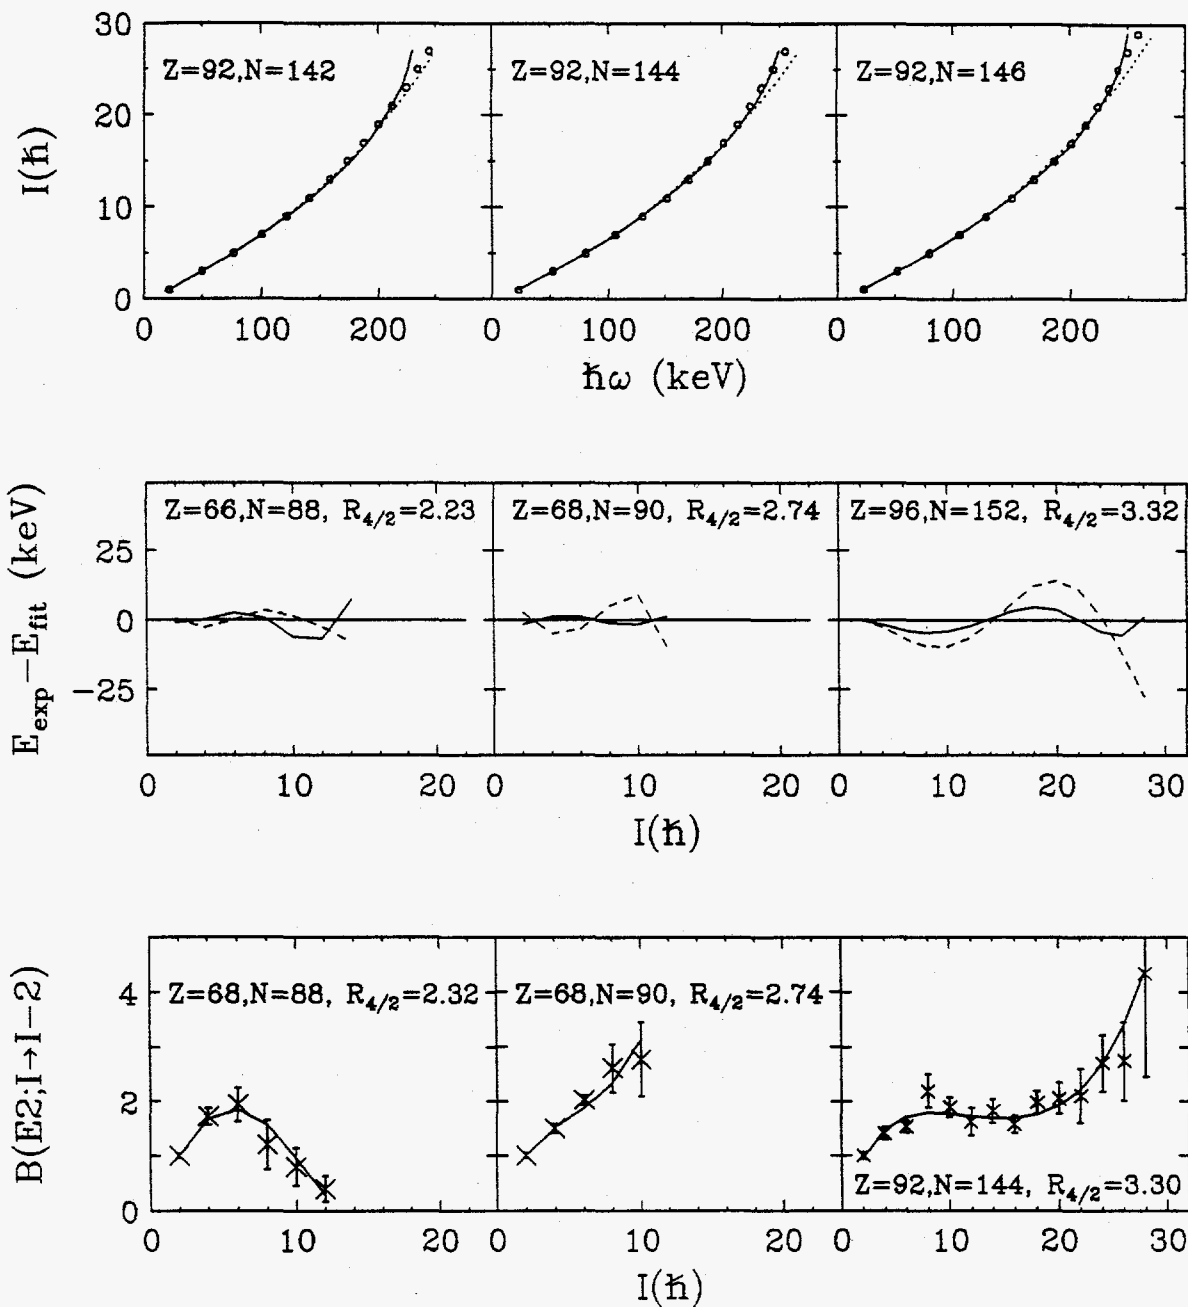 30
20
10
0
I(ħ)
Z=92,N=142
Z=92,N=144
Z=92,N=146
0 100 200 0 100 200 0 100 200
ħω (keV)
E_exp−E_fit (keV)
25
0
−25
Z=66,N=88, R_4/2=2.23
Z=68,N=90, R_4/2=2.74
Z=96,N=152, R_4/2=3.32
0 10 20 0 10 20 0 10 20 30
I(ħ)
B(E2;I→I−2)
4
2
0
Z=68,N=88, R_4/2=2.32
Z=68,N=90, R_4/2=2.74
Z=92,N=144, R_4/2=3.30
0 10 20 0 10 20 0 10 20 30
I(ħ)